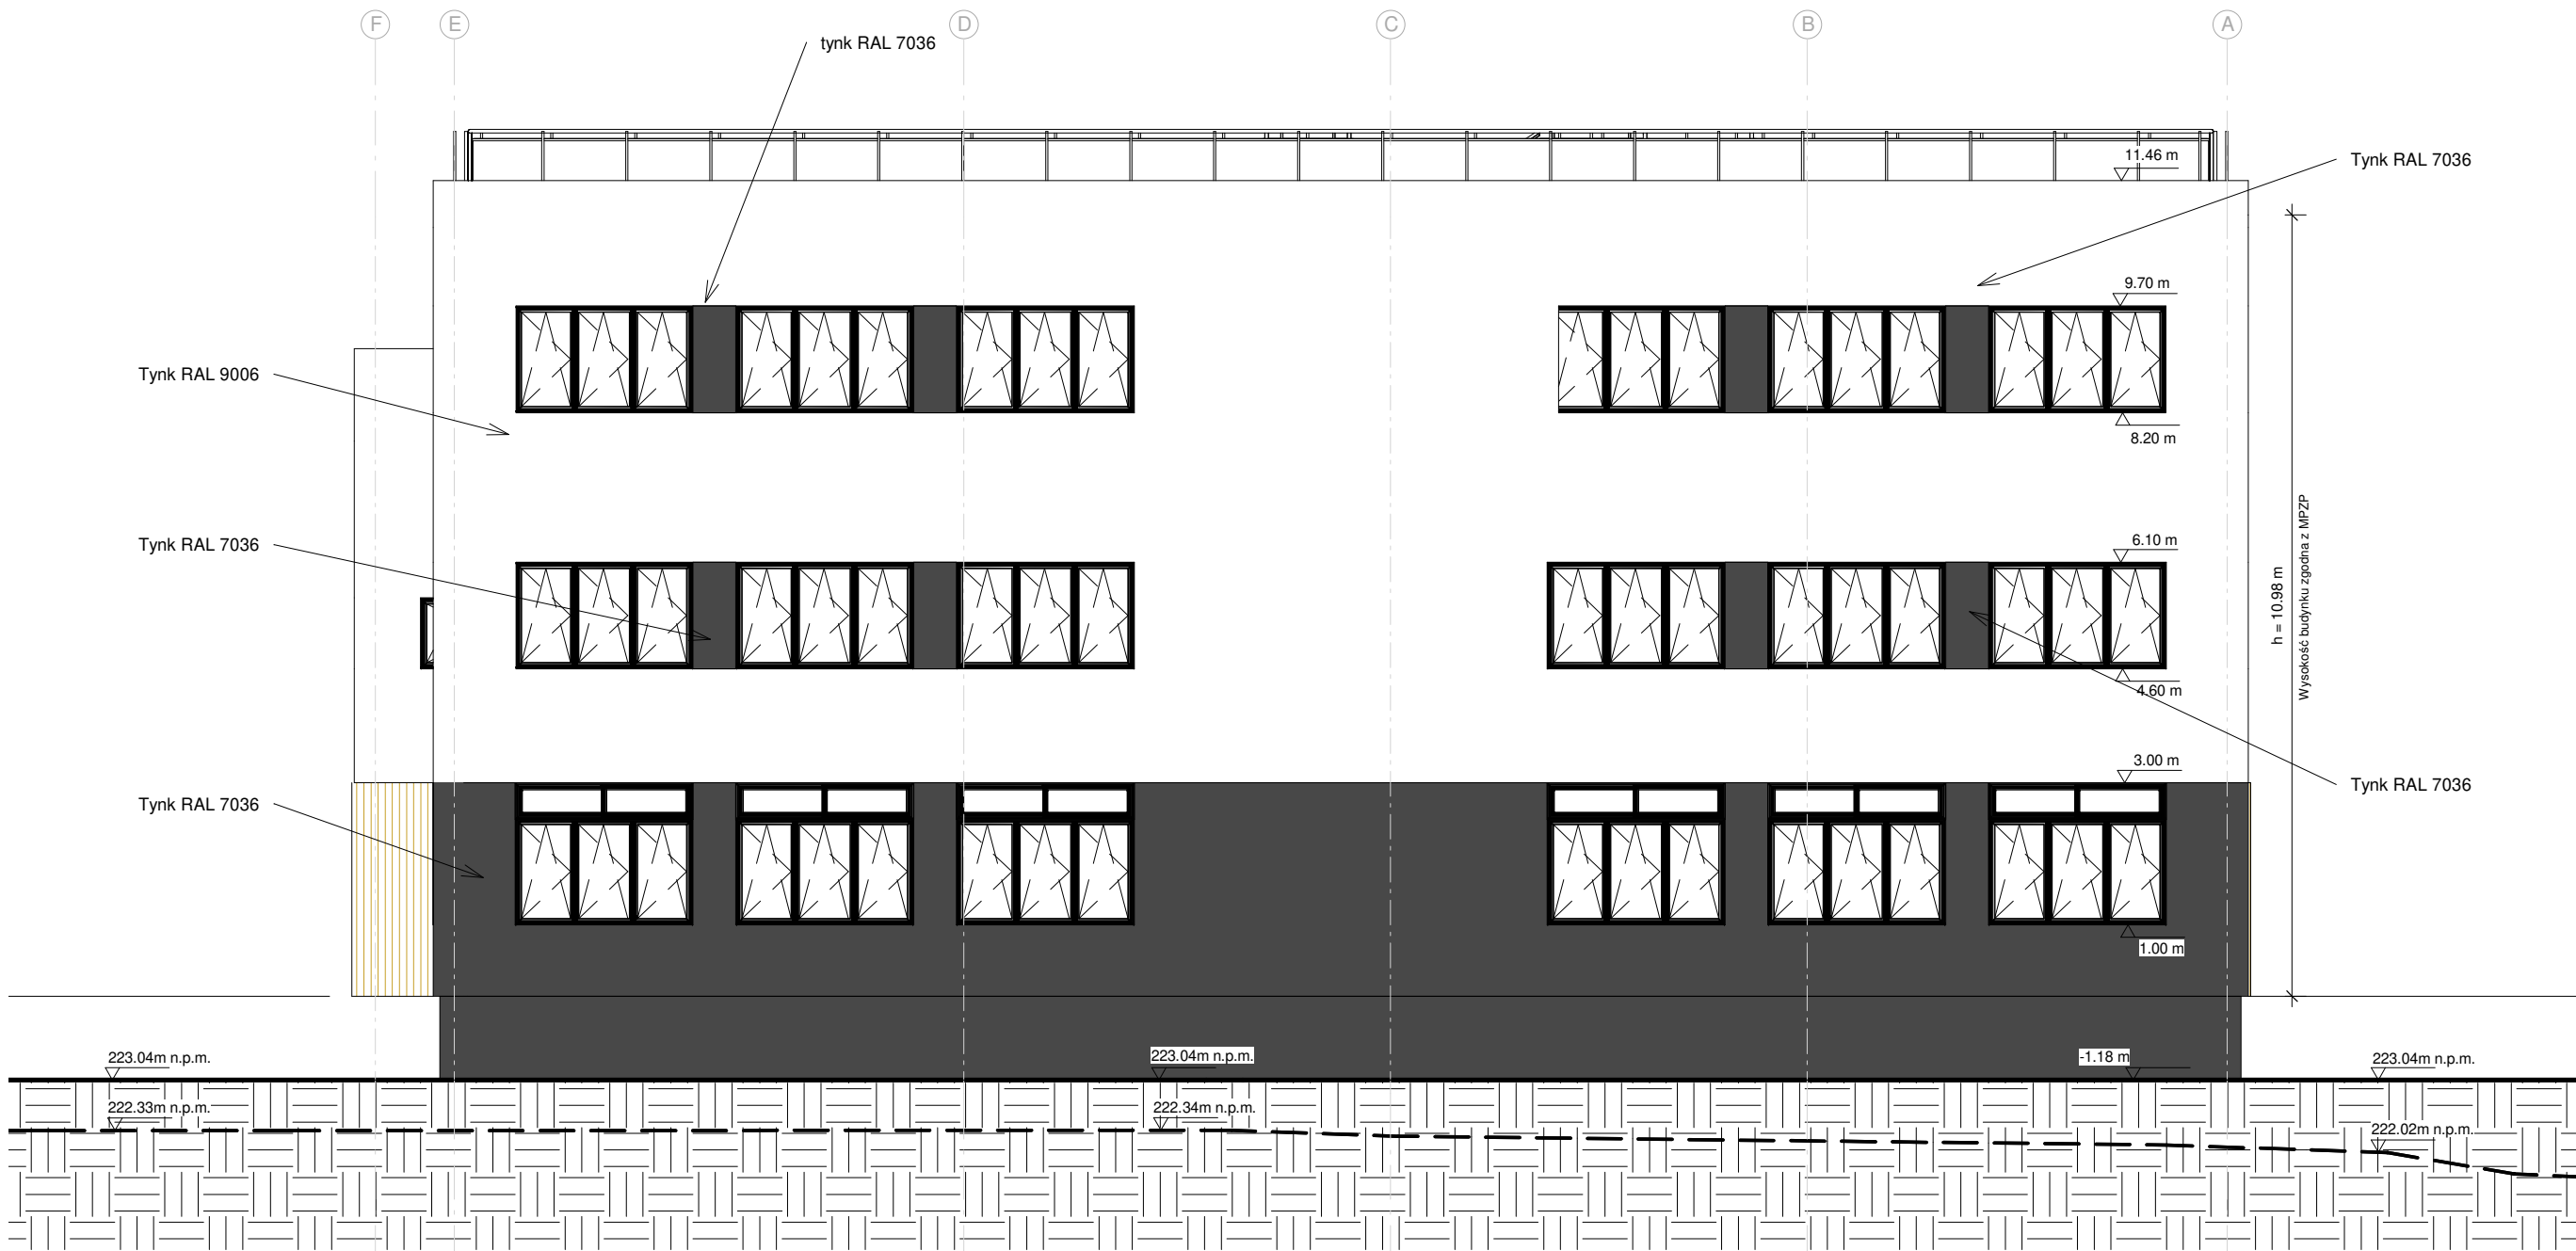 F
E
D
C
B
A
tynk RAL 7036
11.46 m
Tynk RAL 7036
9.70 m
Tynk RAL 9006
8.20 m
Tynk RAL 7036
6.10 m
h = 10.98 m
Wysokość budynku zgodna z MPZP
4.60 m
3.00 m
Tynk RAL 7036
Tynk RAL 7036
1.00 m
223.04m n.p.m.
223.04m n.p.m.
-1.18 m
223.04m n.p.m.
222.33m n.p.m.
222.34m n.p.m.
222.02m n.p.m.